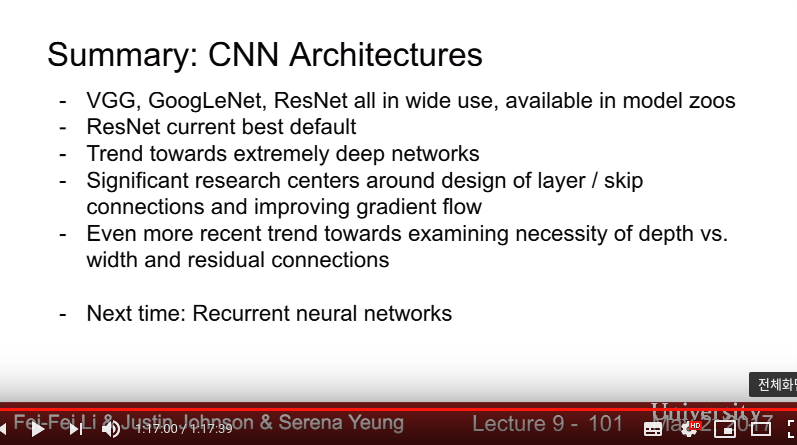 Summary: CNN Architectures
- VGG, GoogLeNet, ResNet all in wide use, available in model zoos
- ResNet current best default
- Trend towards extremely deep networks
- Significant research centers around design of layer / skip
connections and improving gradient flow
- Even more recent trend towards examining necessity of depth vs.
width and residual connections
- Next time: Recurrent neural networks
전체화면
Fei-Fei Li & Justin Johnson & Serena Yeung
Lecture 9 - 101
University
2017
1:17:00 / 1:17:39
HD